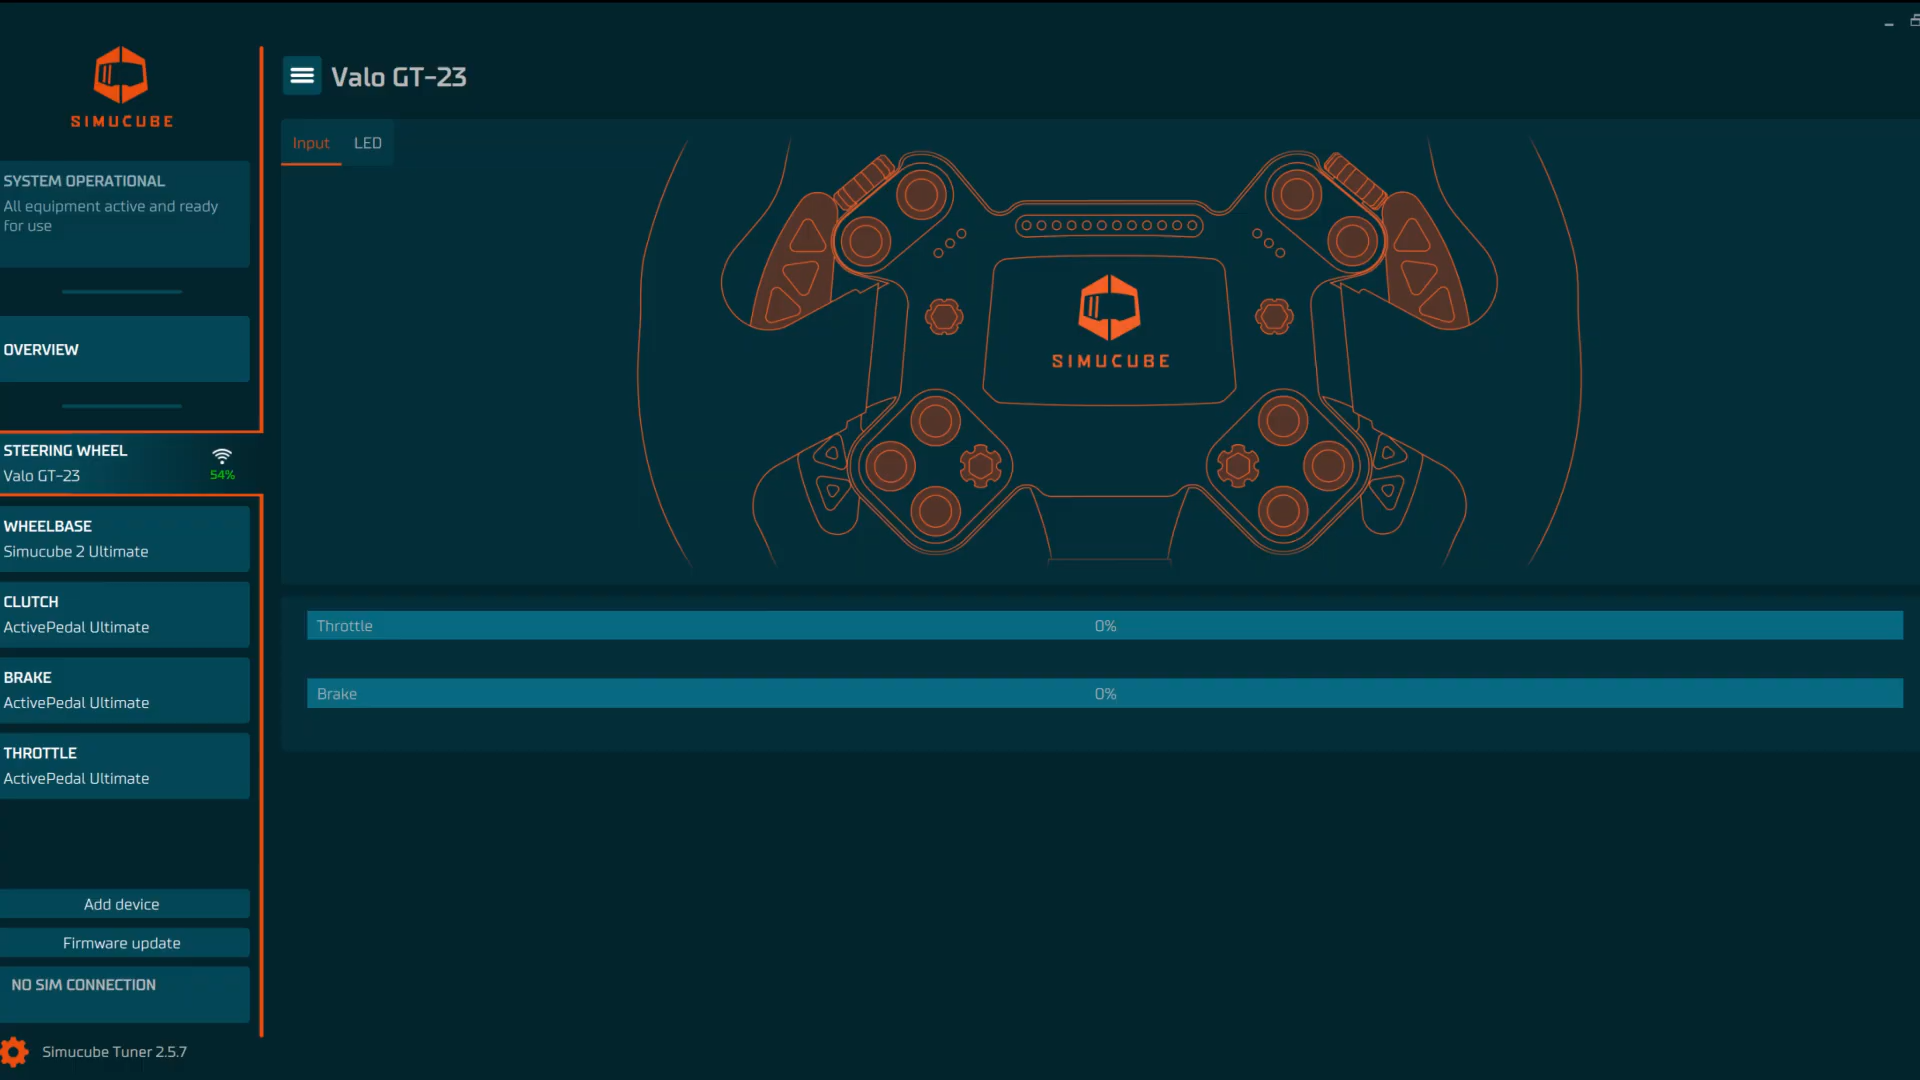 SIMUCUBE
SYSTEM OPERATIONAL
All equipment active and ready
for use
OVERVIEW
STEERING WHEEL
Valo GT-23
54%
WHEELBASE
Simucube 2 Ultimate
CLUTCH
ActivePedal Ultimate
BRAKE
ActivePedal Ultimate
THROTTLE
ActivePedal Ultimate
Add device
Firmware update
NO SIM CONNECTION
Simucube Tuner 2.5.7
Valo GT-23
Input LED
SIMUCUBE
Throttle 0%
Brake 0%